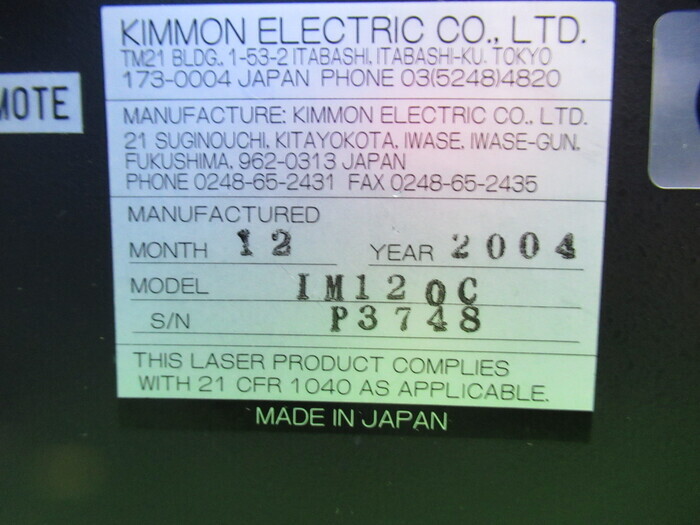 KIMMON ELECTRIC CO., LTD.
TM21 BLDG., 1-53-2 ITABASHI, ITABASHI-KU, TOKYO
173-0004 JAPAN PHONE 03(5248)4820
MOTE
MANUFACTURE: KIMMON ELECTRIC CO., LTD.
21 SUGINOUCHI, KITAYOKOTA, IWASE, IWASE-GUN,
FUKUSHIMA, 962-0313 JAPAN
PHONE 0248-65-2431 FAX 0248-65-2435
MANUFACTURED
MONTH 12 YEAR 2004
MODEL IM120C
S/N P3748
THIS LASER PRODUCT COMPLIES
WITH 21 CFR 1040 AS APPLICABLE.
MADE IN JAPAN